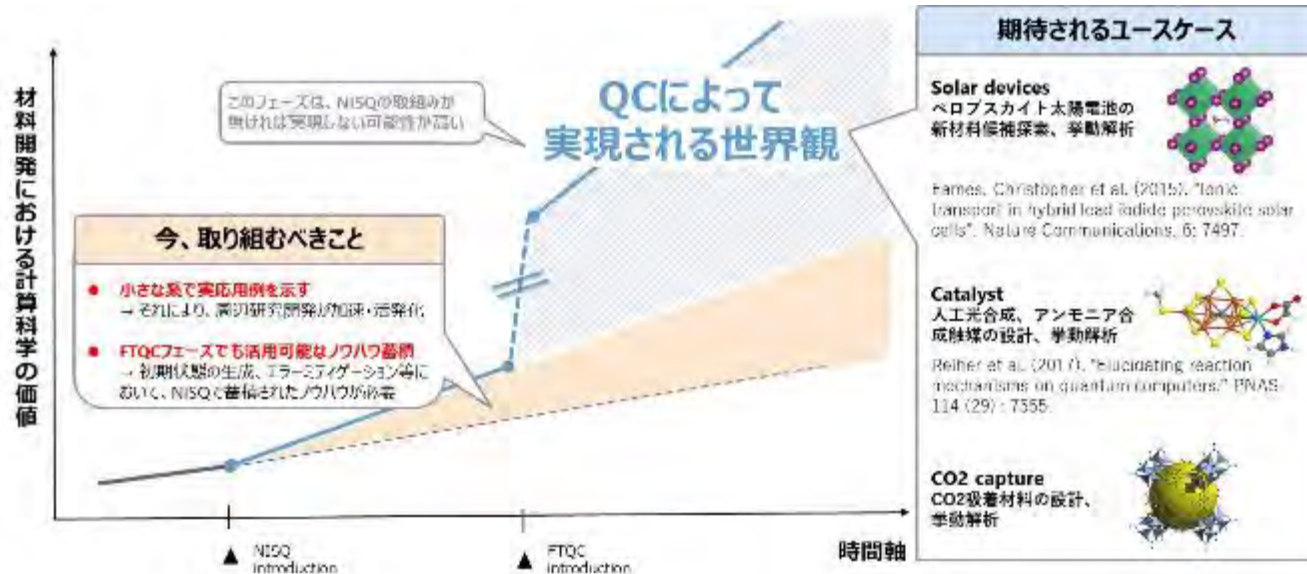 材料開発における計算科学の価値
このフェーズは、NISQの取組みが
無ければ実現しない可能性が高い
QCによって
実現される世界観
今、取り組むべきこと
● 小さな系で実応用例を示す
→ それにより、周辺研究開発が加速・活発化
● FTQCフェーズでも活用可能なノウハウ蓄積
→ 初期状態の生成、エラーミティゲーション等に
おいて、NISQで蓄積されたノウハウが必要
▲ NISQ
introduction
▲ FTQC
introduction
時間軸
期待されるユースケース
Solar devices
ペロブスカイト太陽電池の
新材料候補探索、挙動解析
Eames, Christopher et al. (2015). "Ionic
transport in hybrid lead iodide perovskite solar
cells". Nature Communications. 6: 7497.
Catalyst
人工光合成、アンモニア合
成触媒の設計、挙動解析
Reiher et al. (2017). "Elucidating reaction
mechanisms on quantum computers." PNAS
114 (29) : 7555.
CO2 capture
CO2吸着材料の設計、
挙動解析